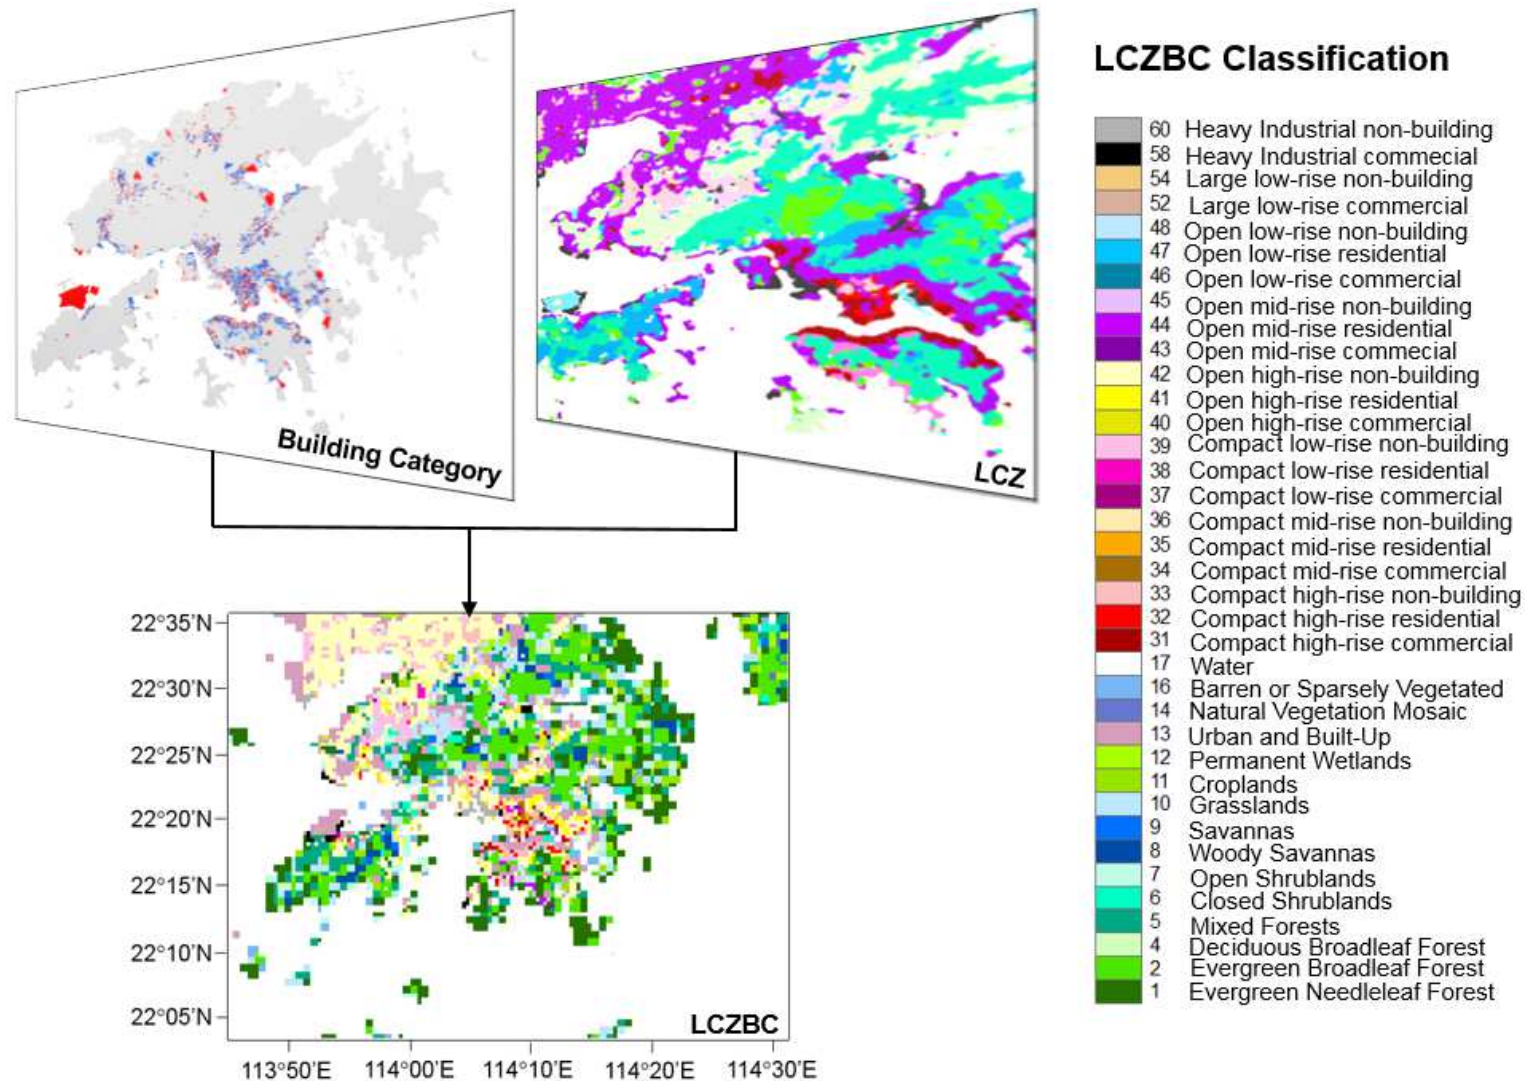 Building Category
LCZ
LCZBC Classification
60 Heavy Industrial non-building
58 Heavy Industrial commecial
54 Large low-rise non-building
52 Large low-rise commercial
48 Open low-rise non-building
47 Open low-rise residential
46 Open low-rise commercial
45 Open mid-rise non-building
44 Open mid-rise residential
43 Open mid-rise commecial
42 Open high-rise non-building
41 Open high-rise residential
40 Open high-rise commercial
39 Compact low-rise non-building
38 Compact low-rise residential
37 Compact low-rise commercial
36 Compact mid-rise non-building
35 Compact mid-rise residential
34 Compact mid-rise commercial
33 Compact high-rise non-building
32 Compact high-rise residential
31 Compact high-rise commercial
17 Water
16 Barren or Sparsely Vegetated
14 Natural Vegetation Mosaic
13 Urban and Built-Up
12 Permanent Wetlands
11 Croplands
10 Grasslands
9 Savannas
8 Woody Savannas
7 Open Shrublands
6 Closed Shrublands
5 Mixed Forests
4 Deciduous Broadleaf Forest
2 Evergreen Broadleaf Forest
1 Evergreen Needleleaf Forest
22°35'N
22°30'N
22°25'N
22°20'N
22°15'N
22°10'N
22°05'N
LCZBC
113°50'E 114°00'E 114°10'E 114°20'E 114°30'E